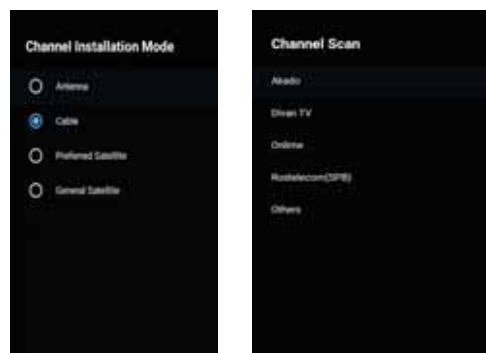 Channel Installation Mode
Antenna
Cable
Preferred Satellite
General Satellite
Channel Scan
Akado
Divan TV
Onlime
Rostelecom(SPB)
Others